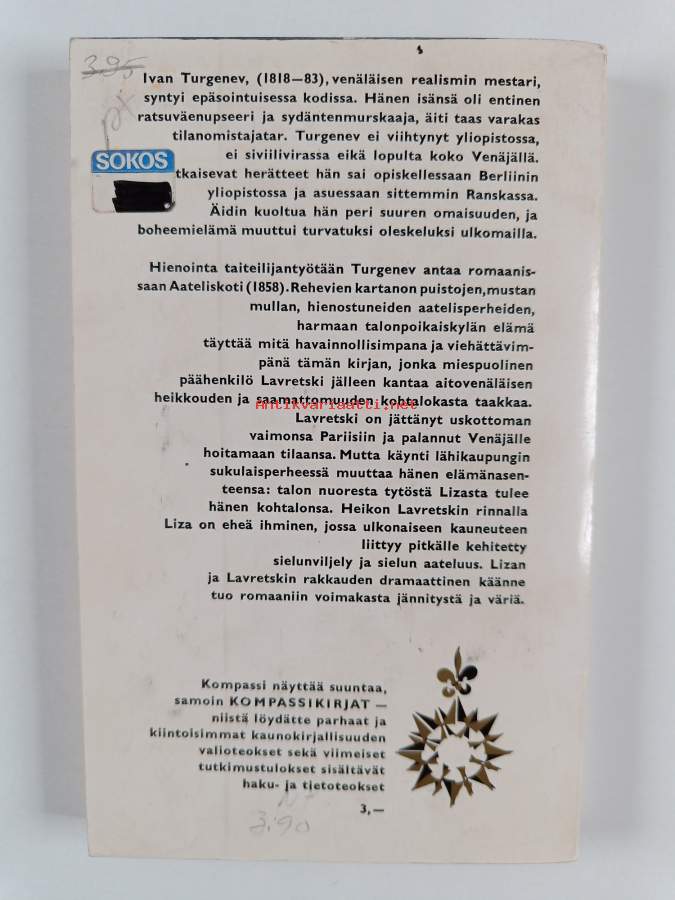 3.95
Ivan Turgenev, (1818—83), venäläisen realismin mestari,
syntyi epäsointuisessa kodissa. Hänen isänsä oli entinen
ratsuväenupseeri ja sydäntenmurskaaja, äiti taas varakas
tilanomistajatar. Turgenev ei viihtynyt yliopistossa,
ei siviilivirassa eikä lopulta koko Venäjällä.
SOKOS
tkaisevat herätteet hän sai opiskellessaan Berliinin
yliopistossa ja asuessaan sittemmin Ranskassa.
Äidin kuoltua hän peri suuren omaisuuden, ja
boheemielämä muuttui turvatuksi oleskeluksi ulkomailla.
Hienointa taiteilijantyötään Turgenev antaa romaanis-
saan Aateliskoti (1858). Rehevien kartanon puistojen, mustan
mullan, hienostuneiden aatelisperheiden,
harmaan talonpoikaiskylän elämä
täyttää mitä havainnollisimpana ja viehättävim-
pänä tämän kirjan, jonka miespuolinen
päähenkilö Lavretski jälleen kantaa aitovenäläisen
heikkouden ja saamattomuuden kohtalokasta taakkaa.
Antikvariaatti.net
Lavretski on jättänyt uskottoman
vaimonsa Pariisiin ja palannut Venäjälle
hoitamaan tilaansa. Mutta käynti lähikaupungin
sukulaisperheessä muuttaa hänen elämänasen-
teensa: talon nuoresta tytöstä Lizasta tulee
hänen kohtalonsa. Heikon Lavretskin rinnalla
Liza on eheä ihminen, jossa ulkonaiseen kauneuteen
liittyy pitkälle kehitetty
sielunviljely ja sielun aateluus. Lizan
ja Lavretskin rakkauden dramaattinen käänne
tuo romaaniin voimakasta jännitystä ja väriä.
Kompassi näyttää suuntaa,
samoin KOMPASSIKIRJAT —
niistä löydätte parhaat ja
kiintoisimmat kaunokirjallisuuden
valioteokset sekä viimeiset
tutkimustulokset sisältävät
haku- ja tietoteokset
3,—
3.90